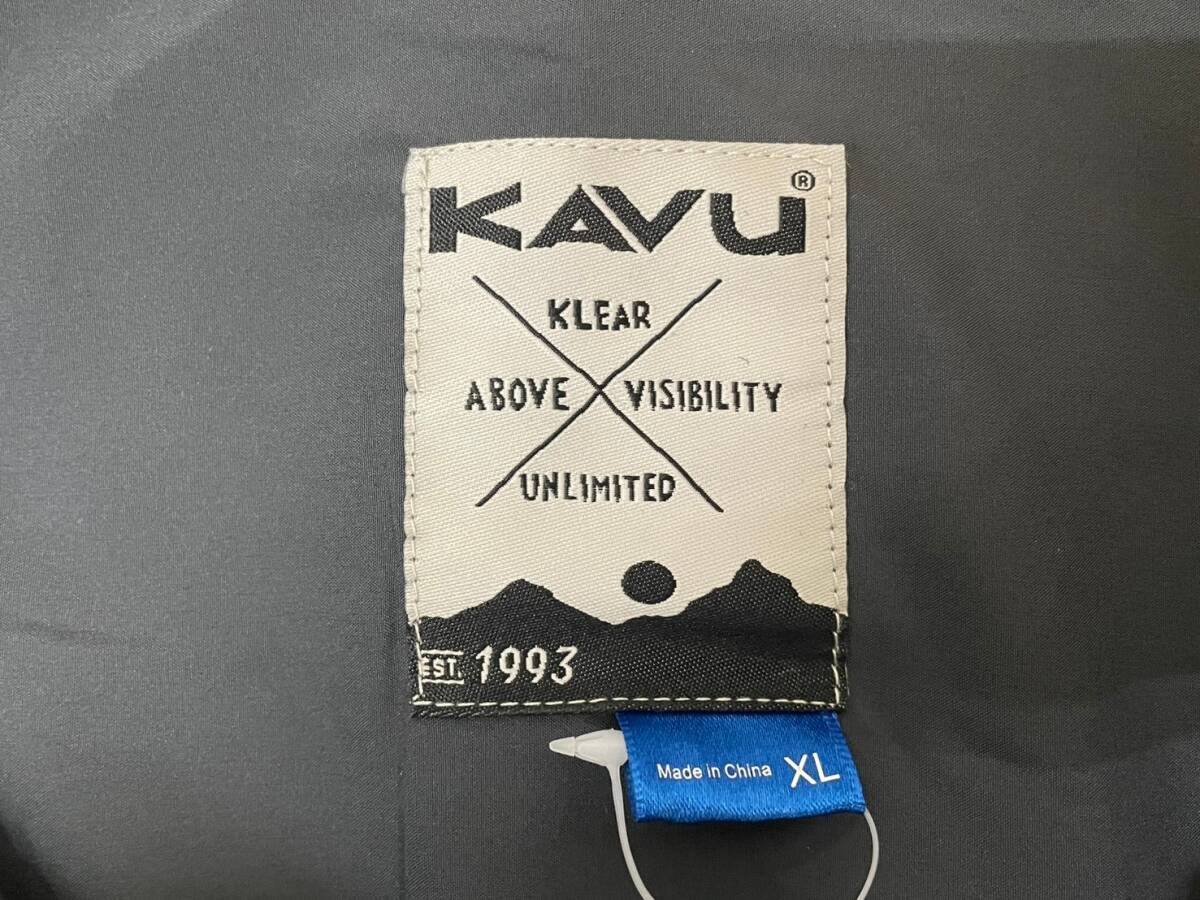 KAVU®
KLEAR
ABOVE VISIBILITY
UNLIMITED
EST. 1993
Made in China XL